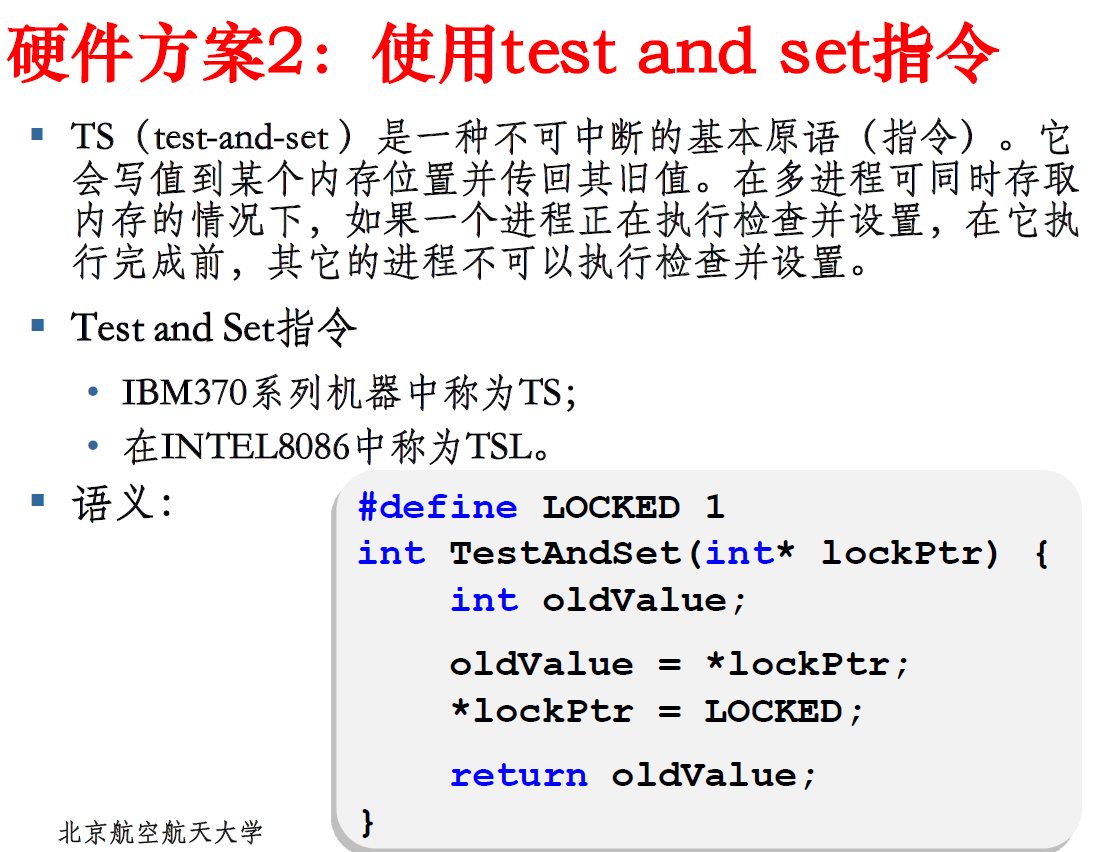 硬件方案2：使用test and set指令
TS（test-and-set ）是一种不可中断的基本原语（指令）。它
会写值到某个内存位置并传回其旧值。在多进程可同时存取
内存的情况下，如果一个进程正在执行检查并设置，在它执
行完成前，其它的进程不可以执行检查并设置。
Test and Set指令
IBM370系列机器中称为TS；
在INTEL8086中称为TSL。
语义：
#define LOCKED 1
int TestAndSet(int* lockPtr) {
int oldValue;
oldValue = *lockPtr;
*lockPtr = LOCKED;
return oldValue;
}
北京航空航天大学